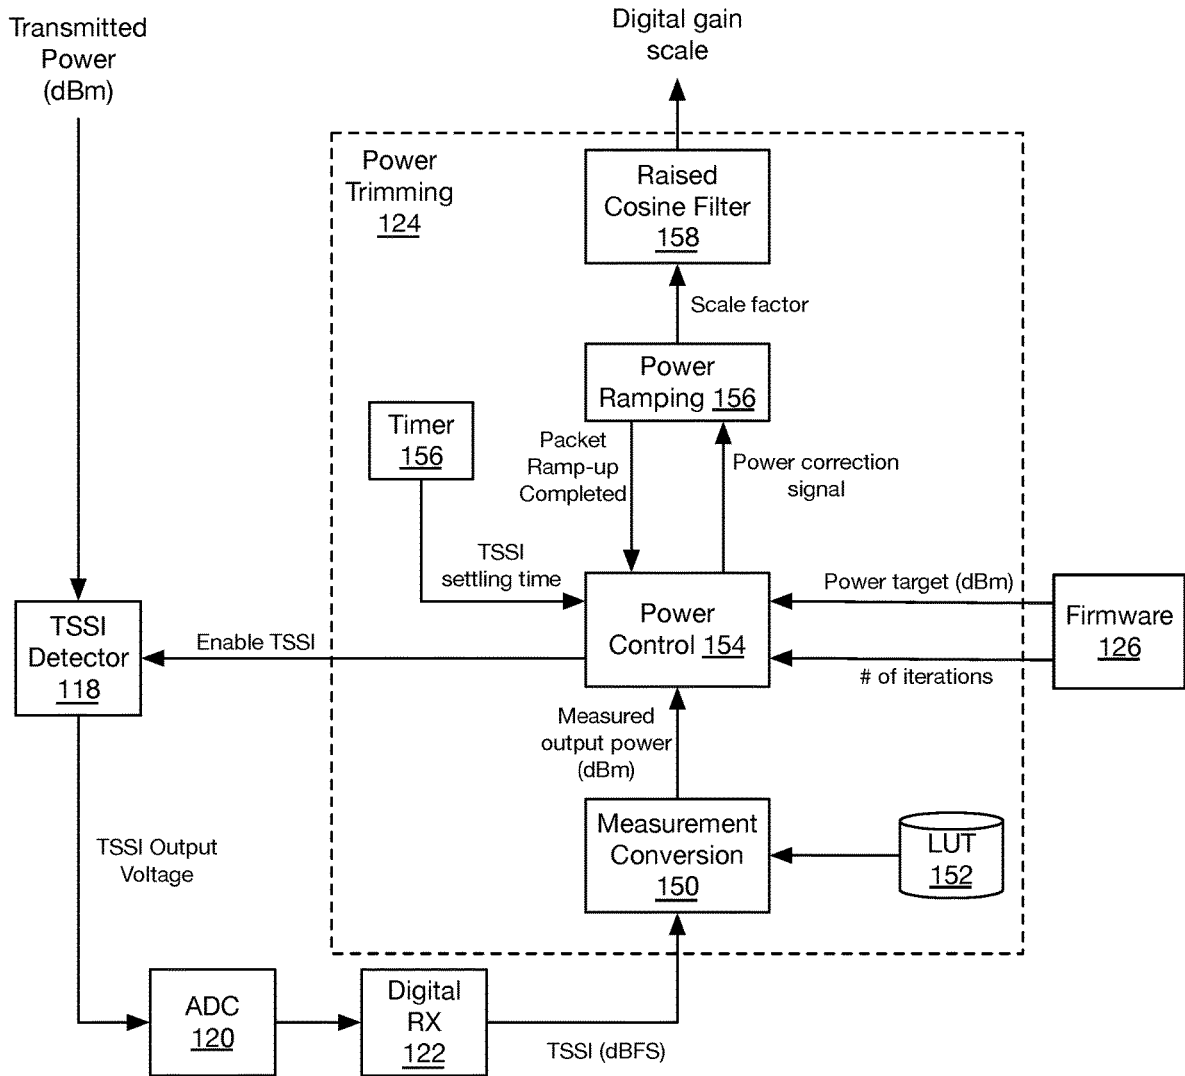 Digital gain
scale
Transmitted
Power
(dBm)
Power
Trimming
124
Raised
Cosine Filter
158
Scale factor
Power
Ramping 156
Timer
156
Packet
Ramp-up
Completed
Power correction
signal
TSSI
settling time
Power
Control 154
Power target (dBm)
# of iterations
Firmware
126
TSSI
Detector
118
Enable TSSI
Measured
output power
(dBm)
Measurement
Conversion
150
LUT
152
TSSI Output
Voltage
ADC
120
Digital
RX
122
TSSI (dBFS)